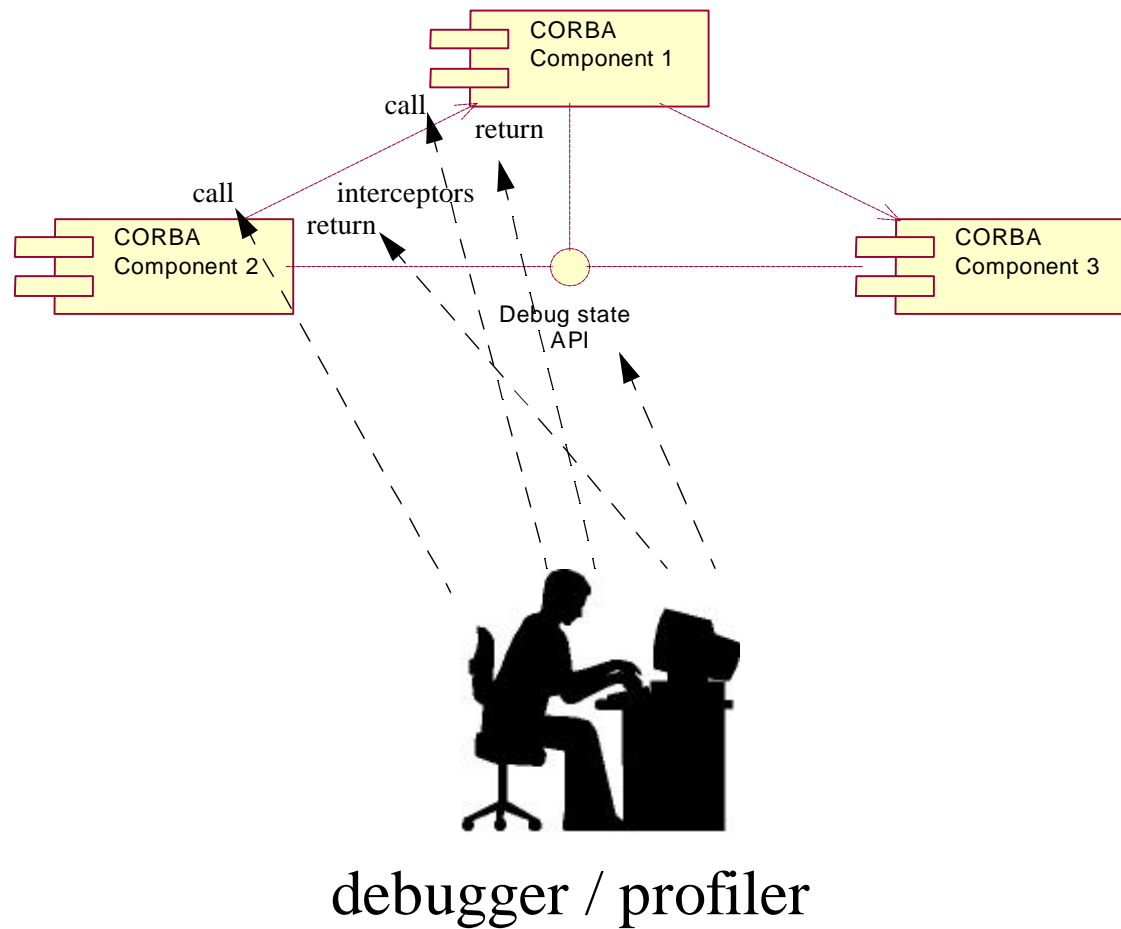 CORBA
Component 1
call
return
call
interceptors
return
CORBA
Component 2
CORBA
Component 3
Debug state
API
debugger / profiler